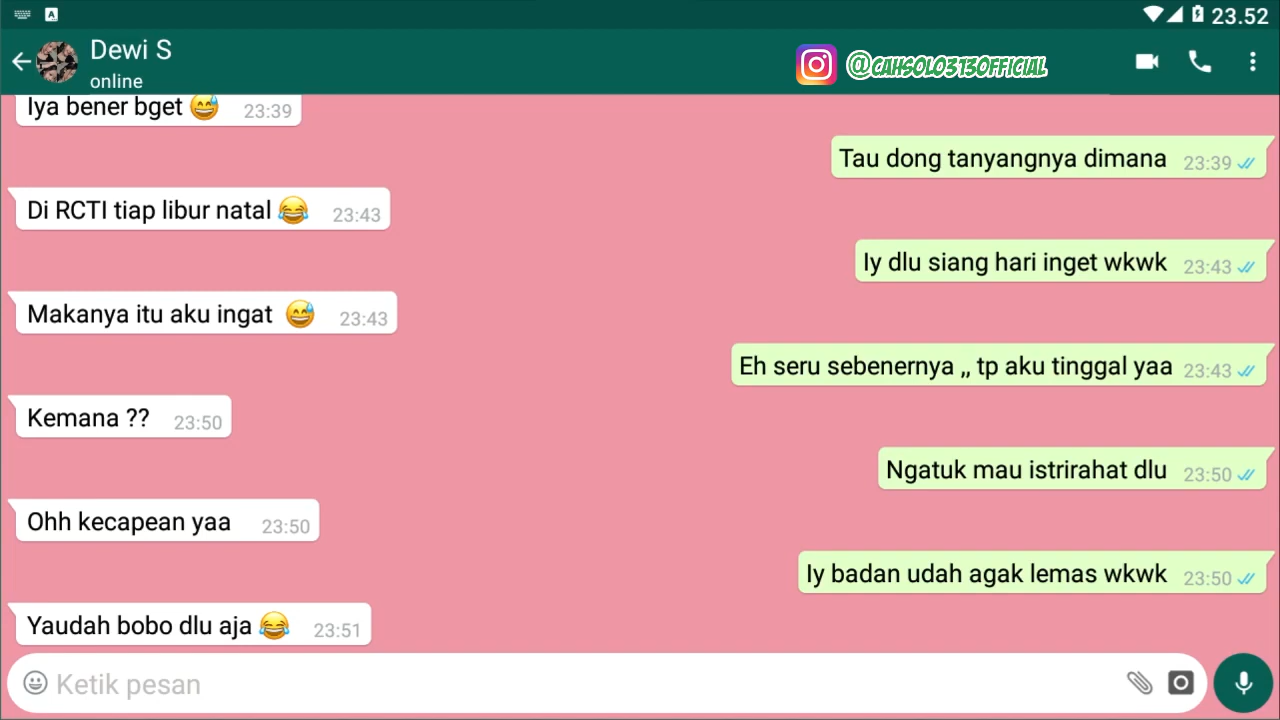 23.52
Dewi S
online
@CAHSOLO313OFFICIAL
Iya bener bget 😅 23:39
Tau dong tanyangnya dimana 23:39
Di RCTI tiap libur natal 😂 23:43
Iy dlu siang hari inget wkwk 23:43
Makanya itu aku ingat 😅 23:43
Eh seru sebenernya ,, tp aku tinggal yaa 23:43
Kemana ?? 23:50
Ngatuk mau istrirahat dlu 23:50
Ohh kecapean yaa 23:50
Iy badan udah agak lemas wkwk 23:50
Yaudah bobo dlu aja 😂 23:51
Ketik pesan